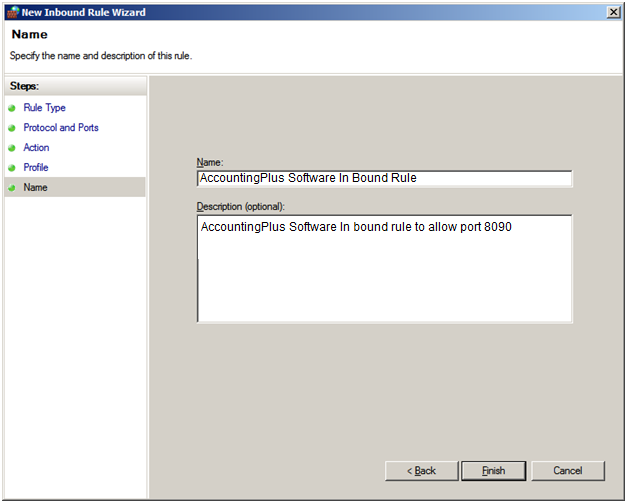 New Inbound Rule Wizard
Name
Specify the name and description of this rule.
Steps:
Rule Type
Protocol and Ports
Action
Profile
Name
Name:
AccountingPlus Software In Bound Rule
Description (optional):
AccountingPlus Software In bound rule to allow port 8090
< Back
Finish
Cancel